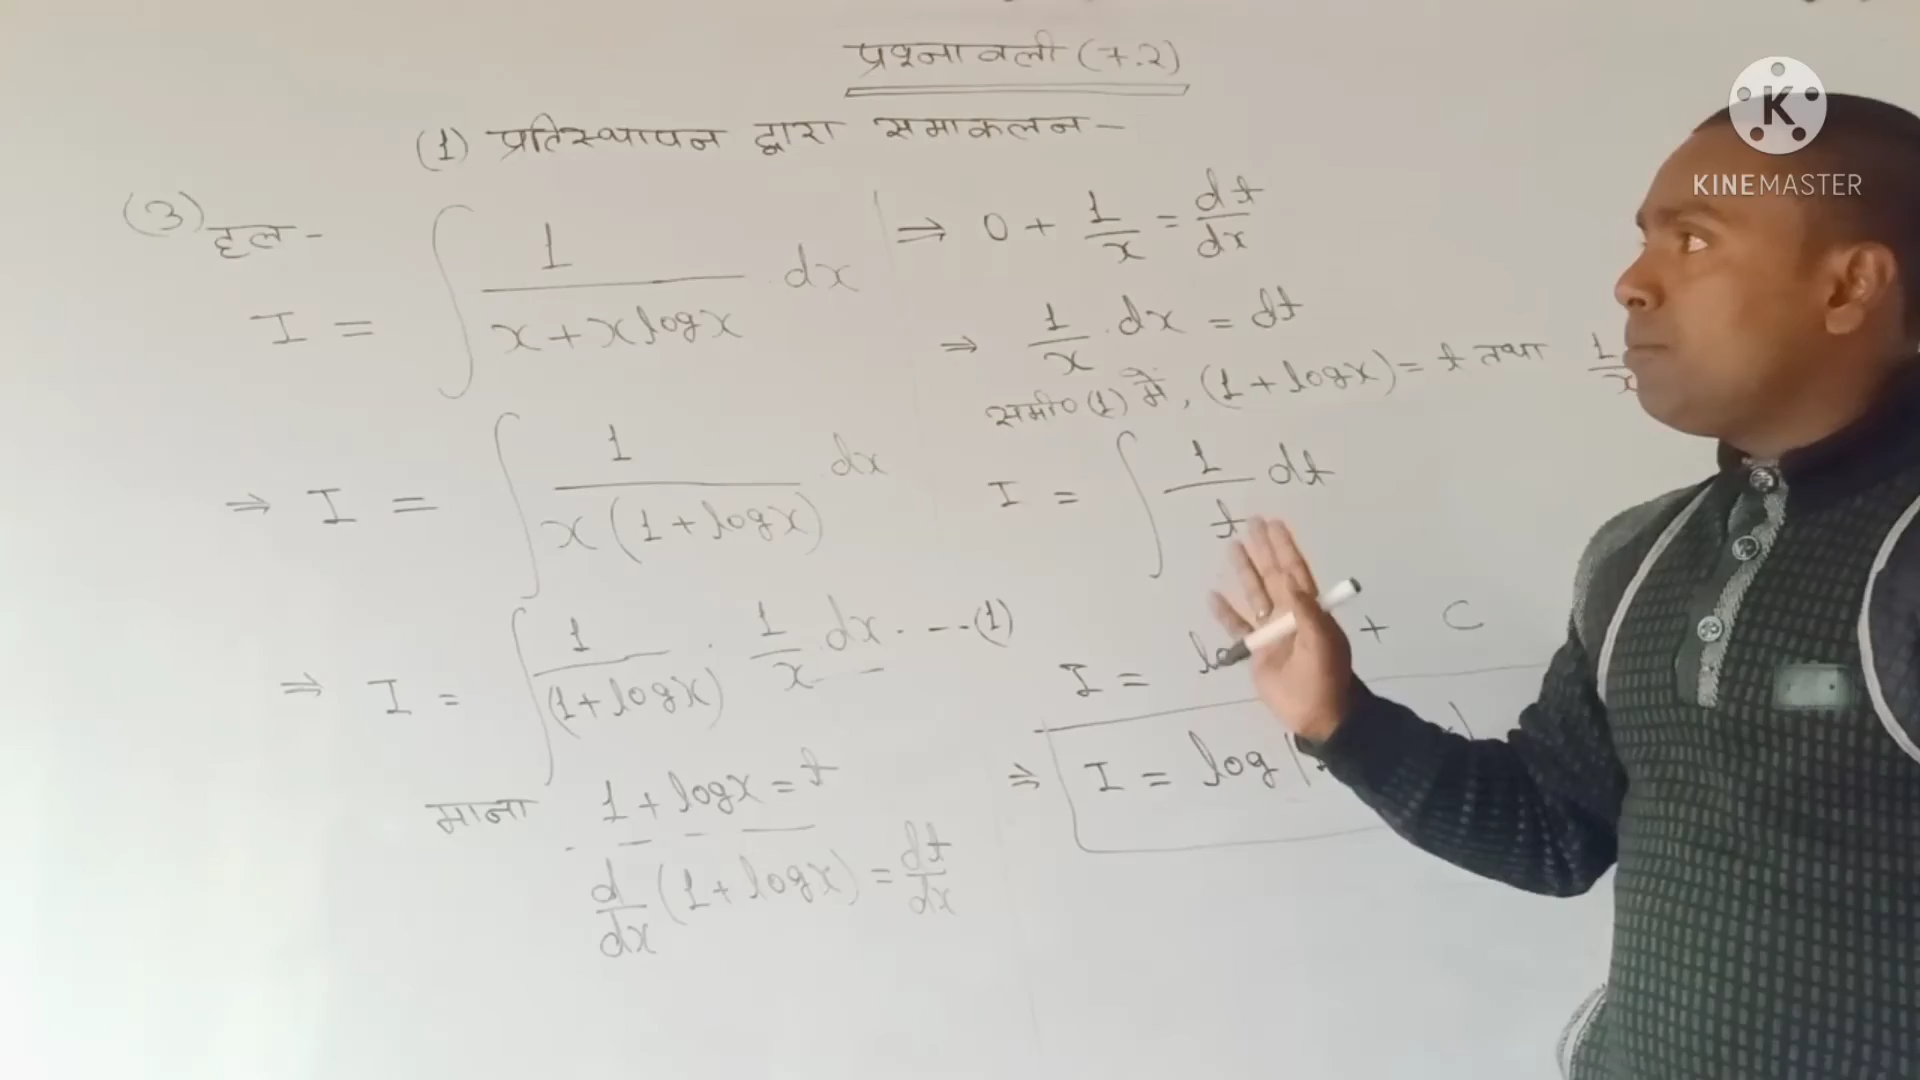 प्रश्नावली (7.2)
(1) प्रतिस्थापन द्वारा समाकलन -
(3) हल -
I = ∫ 1/(x + x log x) . dx
⇒ I = ∫ 1/(x(1 + log x)) dx
⇒ I = ∫ 1/(1 + log x) . 1/x . dx . --- (1)
माना 1 + log x = t
d/dx (1 + log x) = dt/dx
⇒ 0 + 1/x = dt/dx
⇒ 1/x . dx = dt
समी० (1) में, (1 + log x) = t तथा 1/x
I = ∫ 1/t dt
I = + C
⇒ I = log |
K
KINEMASTER